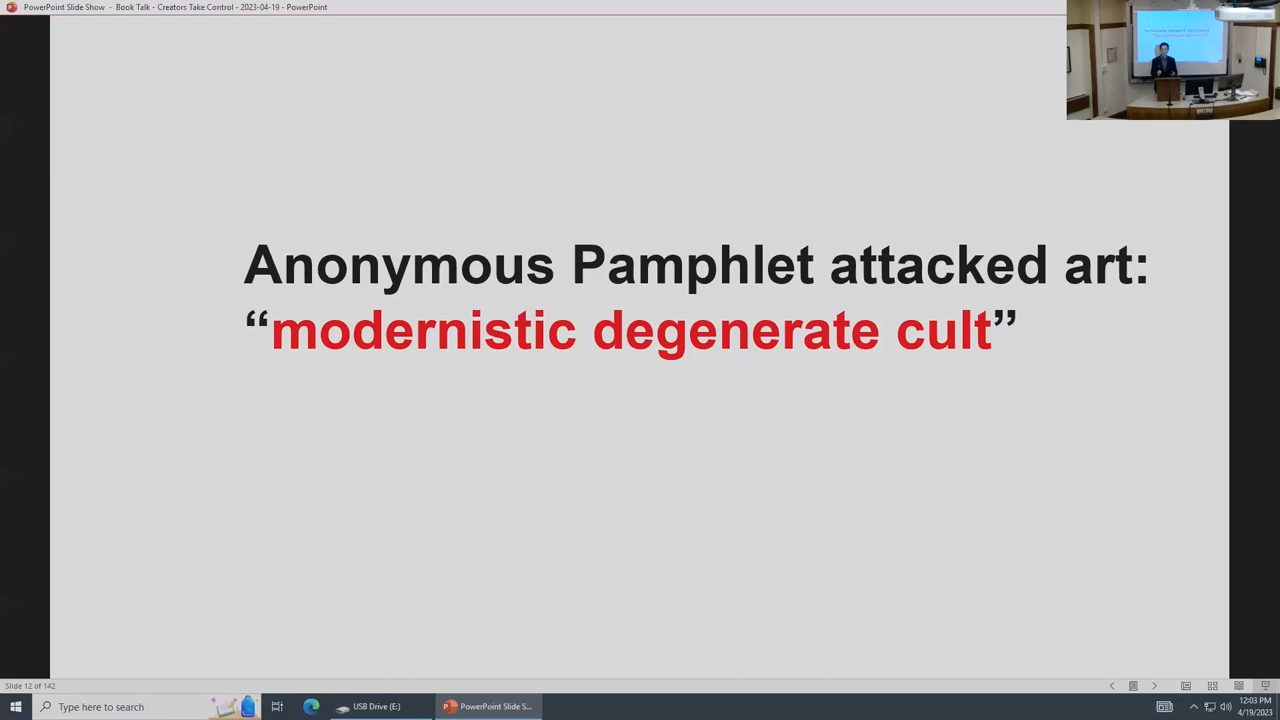 PowerPoint Slide Show - Book Talk - Creators Take Control - 2023-04-19 - PowerPoint
Anonymous Pamphlet attacked art:
“modernistic degenerate cult”
Slide 12 of 142
Type here to search
USB Drive (E:)
PowerPoint Slide S...
12:03 PM
4/19/2023